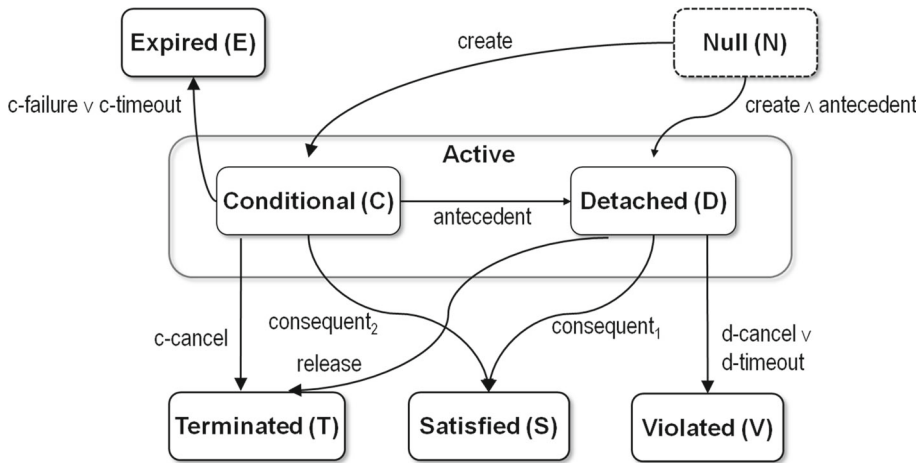 Expired (E)
create
Null (N)
c-failure ∨ c-timeout
create ∧ antecedent
Active
Conditional (C)
antecedent
Detached (D)
c-cancel
consequent₂
release
consequent₁
d-cancel ∨
d-timeout
Terminated (T)
Satisfied (S)
Violated (V)